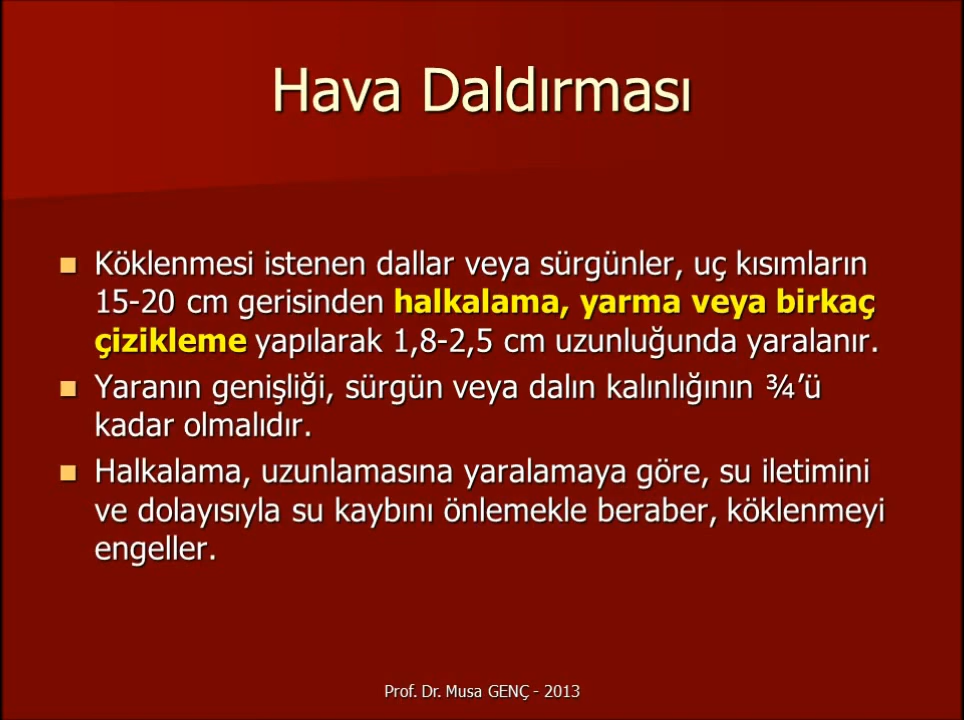 Hava Daldırması
Köklenmesi istenen dallar veya sürgünler, uç kısımların
15-20 cm gerisinden halkalama, yarma veya birkaç
çizikleme yapılarak 1,8-2,5 cm uzunluğunda yaralanır.
Yaranın genişliği, sürgün veya dalın kalınlığının ¾’ü
kadar olmalıdır.
Halkalama, uzunlamasına yaralamaya göre, su iletimini
ve dolayısıyla su kaybını önlemekle beraber, köklenmeyi
engeller.
Prof. Dr. Musa GENÇ - 2013